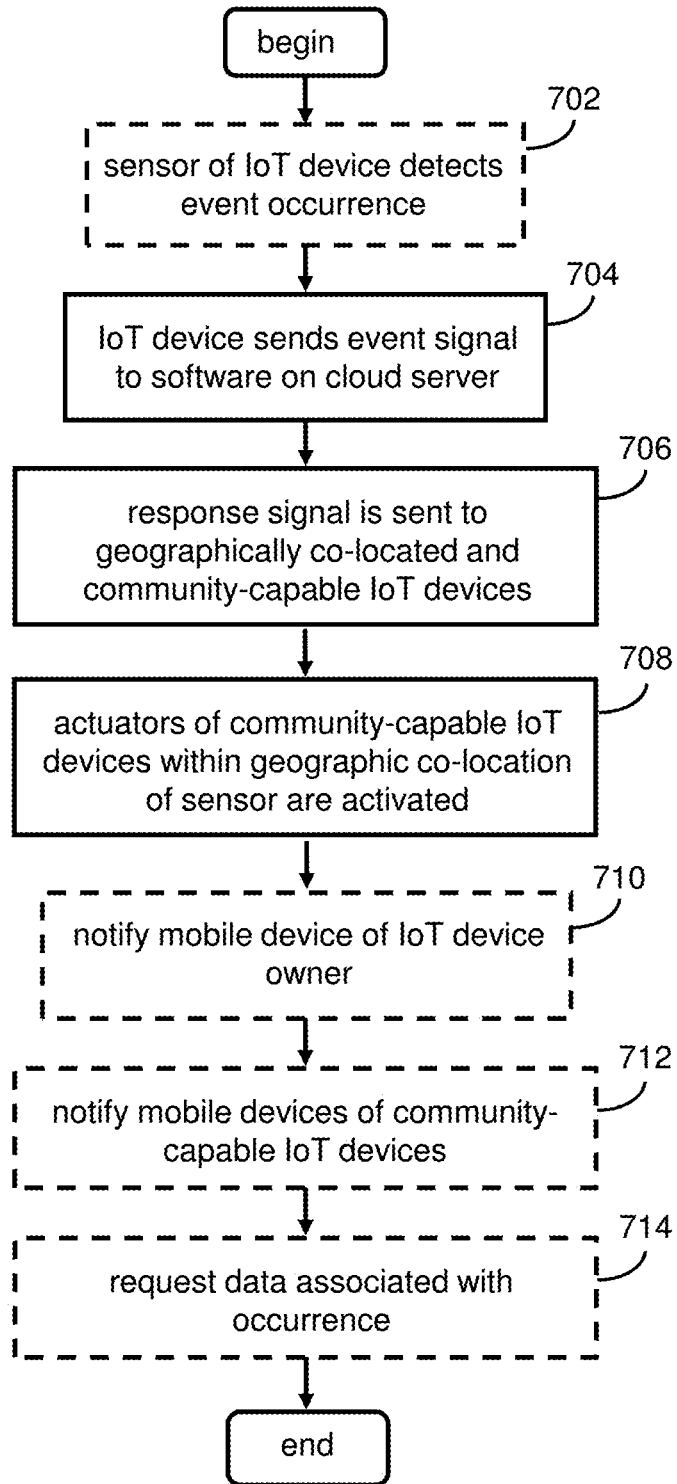 begin
702
sensor of IoT device detects
event occurrence
704
IoT device sends event signal
to software on cloud server
706
response signal is sent to
geographically co-located and
community-capable IoT devices
708
actuators of community-capable IoT
devices within geographic co-location
of sensor are activated
710
notify mobile device of IoT device
owner
712
notify mobile devices of community-
capable IoT devices
714
request data associated with
occurrence
end